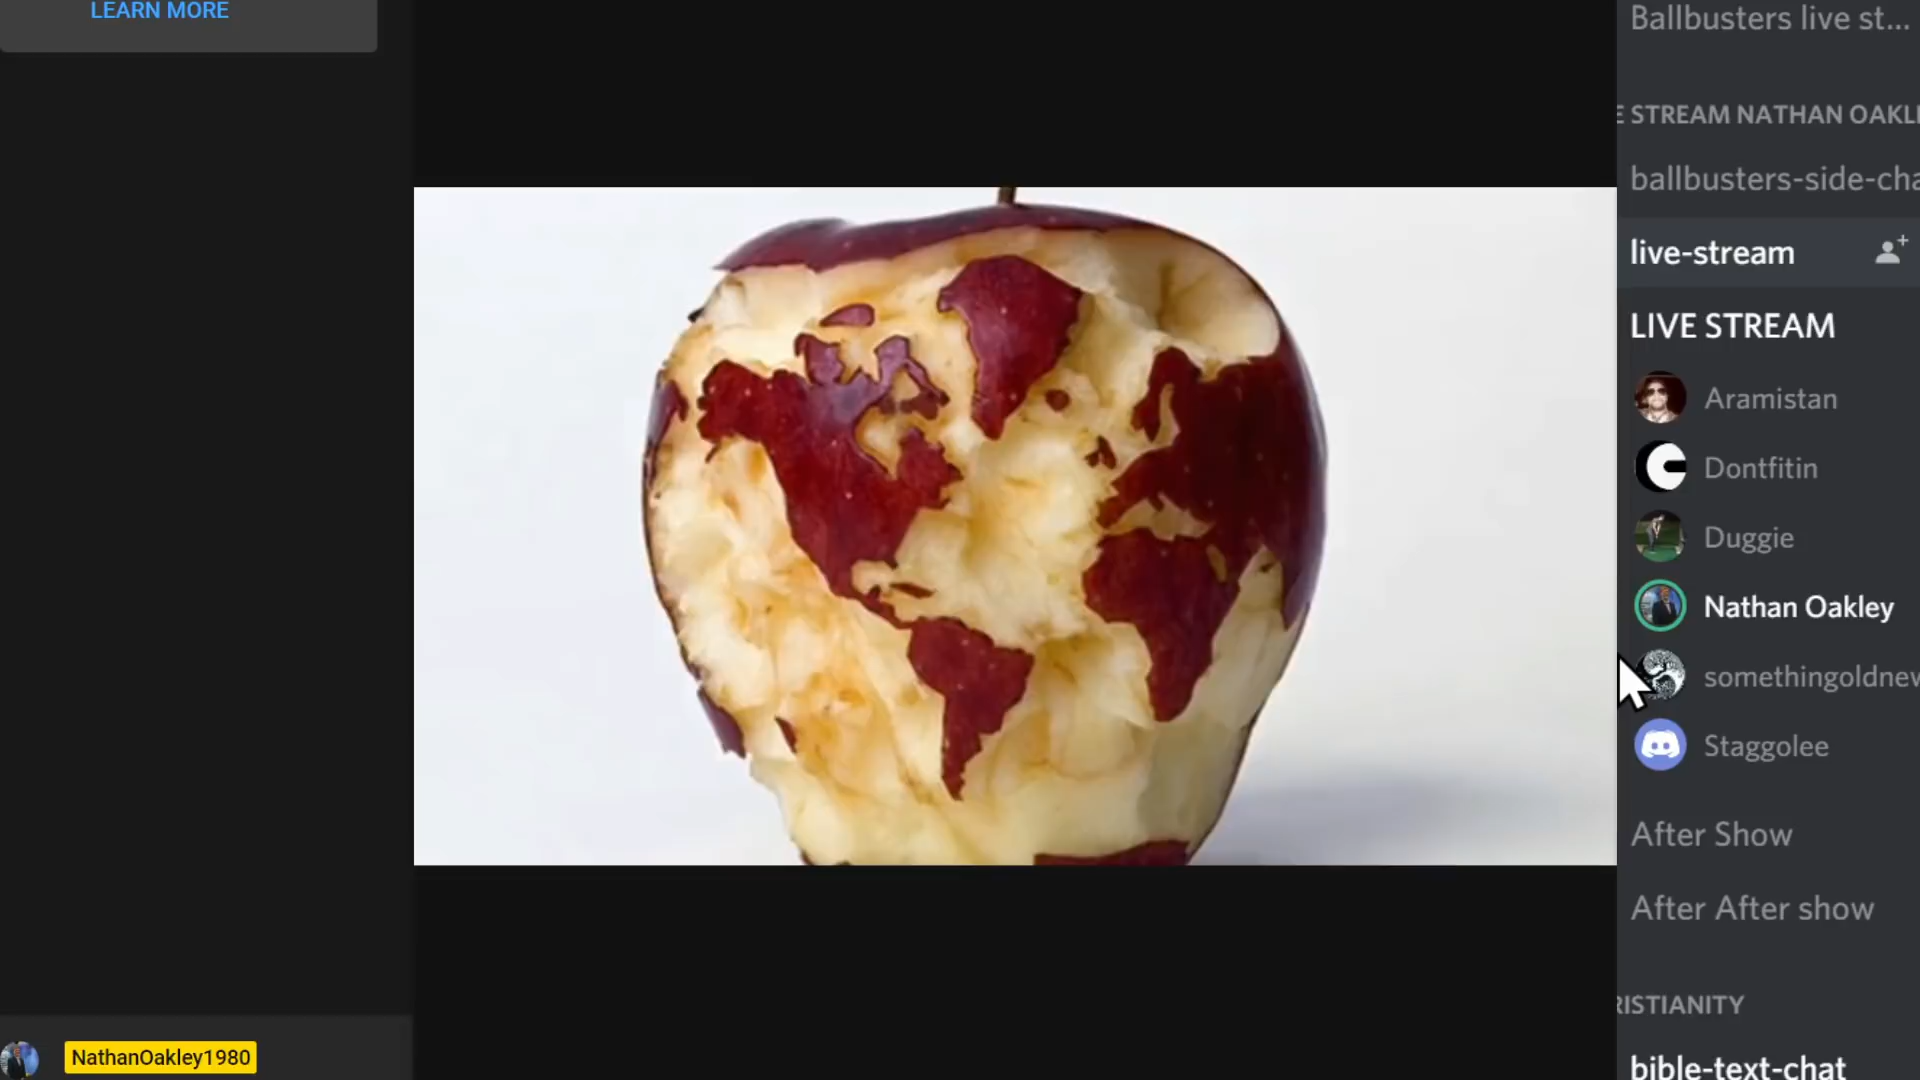 LEARN MORE
NathanOakley1980
Ballbusters live st...
E STREAM NATHAN OAKL
ballbusters-side-cha
live-stream
LIVE STREAM
Aramistan
Dontfitin
Duggie
Nathan Oakley
somethingoldnew
Staggolee
After Show
After After show
RISTIANITY
bible-text-chat